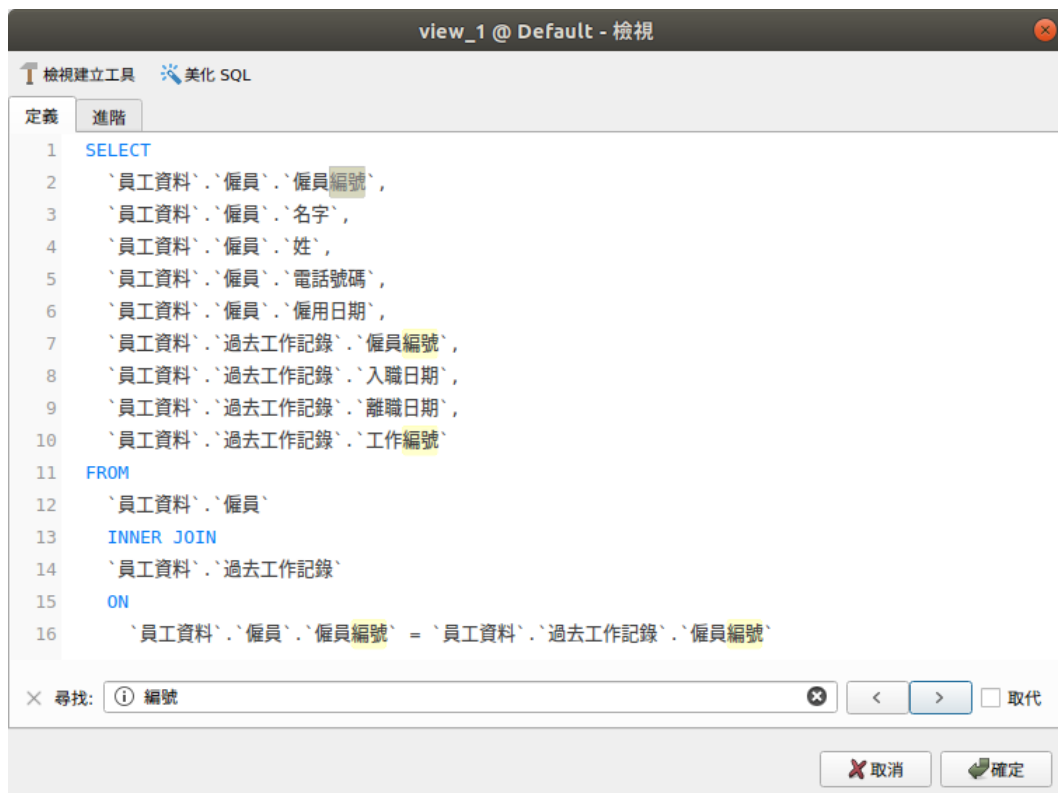 view_1 @ Default - 檢視
檢視建立工具 美化 SQL
定義 進階
1 SELECT
2 `員工資料`.`僱員`.`僱員編號`,
3 `員工資料`.`僱員`.`名字`,
4 `員工資料`.`僱員`.`姓`,
5 `員工資料`.`僱員`.`電話號碼`,
6 `員工資料`.`僱員`.`僱用日期`,
7 `員工資料`.`過去工作記錄`.`僱員編號`,
8 `員工資料`.`過去工作記錄`.`入職日期`,
9 `員工資料`.`過去工作記錄`.`離職日期`,
10 `員工資料`.`過去工作記錄`.`工作編號`
11 FROM
12 `員工資料`.`僱員`
13 INNER JOIN
14 `員工資料`.`過去工作記錄`
15 ON
16 `員工資料`.`僱員`.`僱員編號` = `員工資料`.`過去工作記錄`.`僱員編號`
尋找: 編號 < > 取代
取消 確定